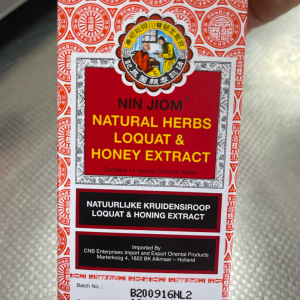 NIN JIOM
NATURAL HERBS
LOQUAT &
HONEY EXTRACT
NATUURLIJKE KRUIDENSIROOP
LOQUAT & HONING EXTRACT
Imported By
CNB Enterprises Import and Export Oriental Products
Marterkoog 4, 1822 BK Alkmaar – Holland
Batch No.:
B200916NL2